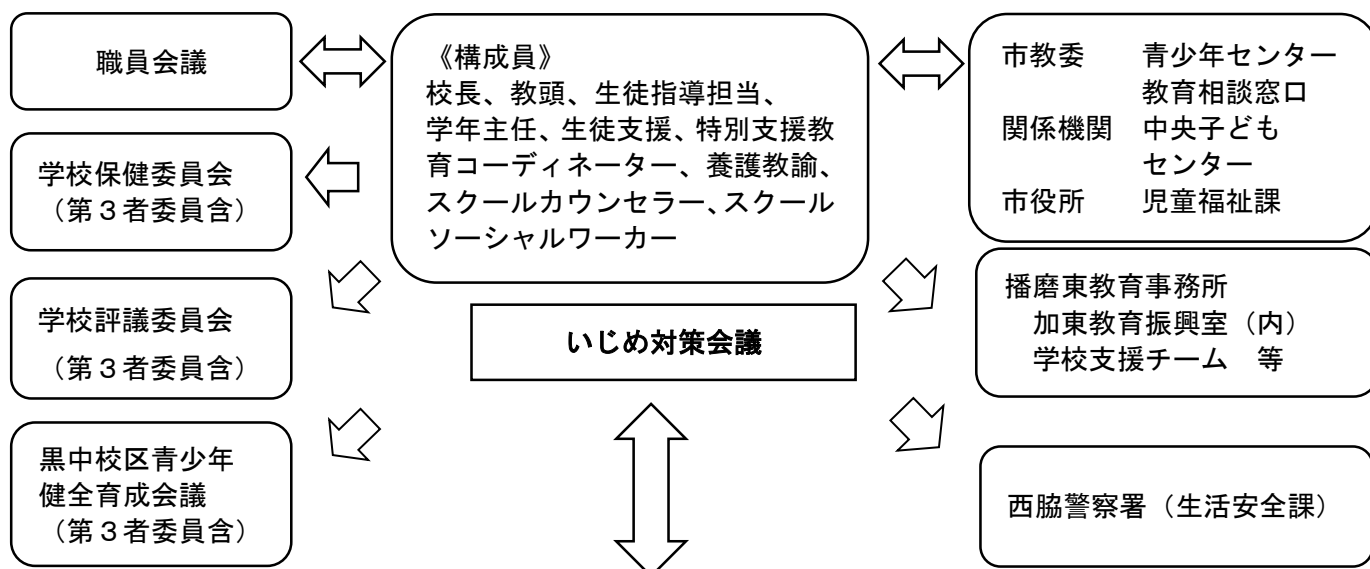 職員会議
学校保健委員会
（第３者委員含）
学校評議委員会
（第３者委員含）
黒中校区青少年
健全育成会議
（第３者委員含）
《構成員》
校長、教頭、生徒指導担当、
学年主任、生徒支援、特別支援教
育コーディネーター、養護教諭、
スクールカウンセラー、スクール
ソーシャルワーカー
いじめ対策会議
市教委　青少年センター
教育相談窓口
関係機関　中央子ども
センター
市役所　児童福祉課
播磨東教育事務所
加東教育振興室（内）
学校支援チーム　等
西脇警察署（生活安全課）